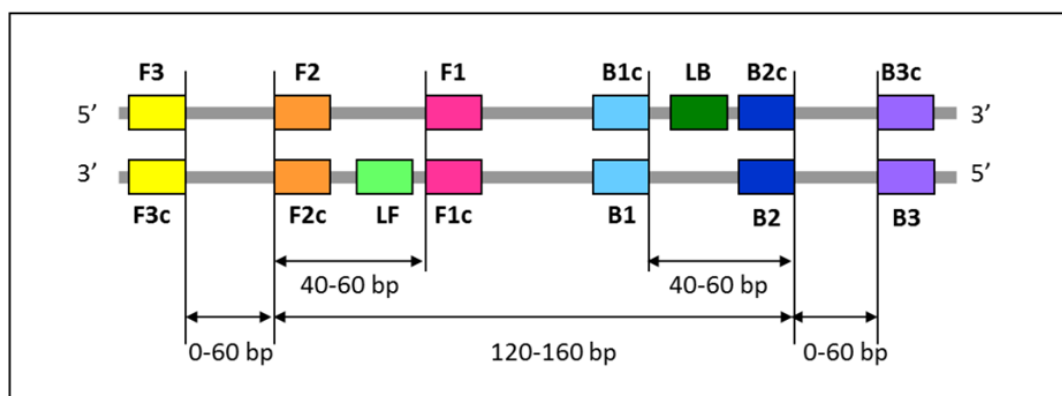 F3 F2 F1 B1c LB B2c B3c
5’ 3’
3’ 5’
F3c F2c LF F1c B1 B2 B3
40-60 bp 40-60 bp
0-60 bp 120-160 bp 0-60 bp